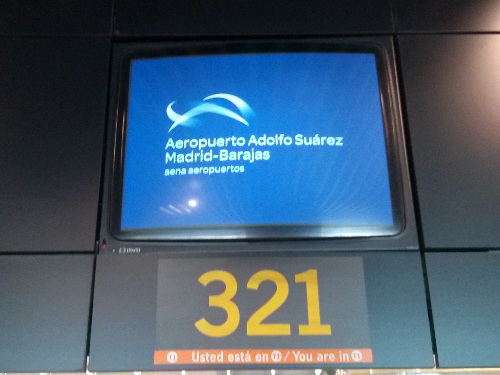 Aeropuerto Adolfo Suárez
Madrid-Barajas
aena aeropuertos
321
Usted está en / You are in